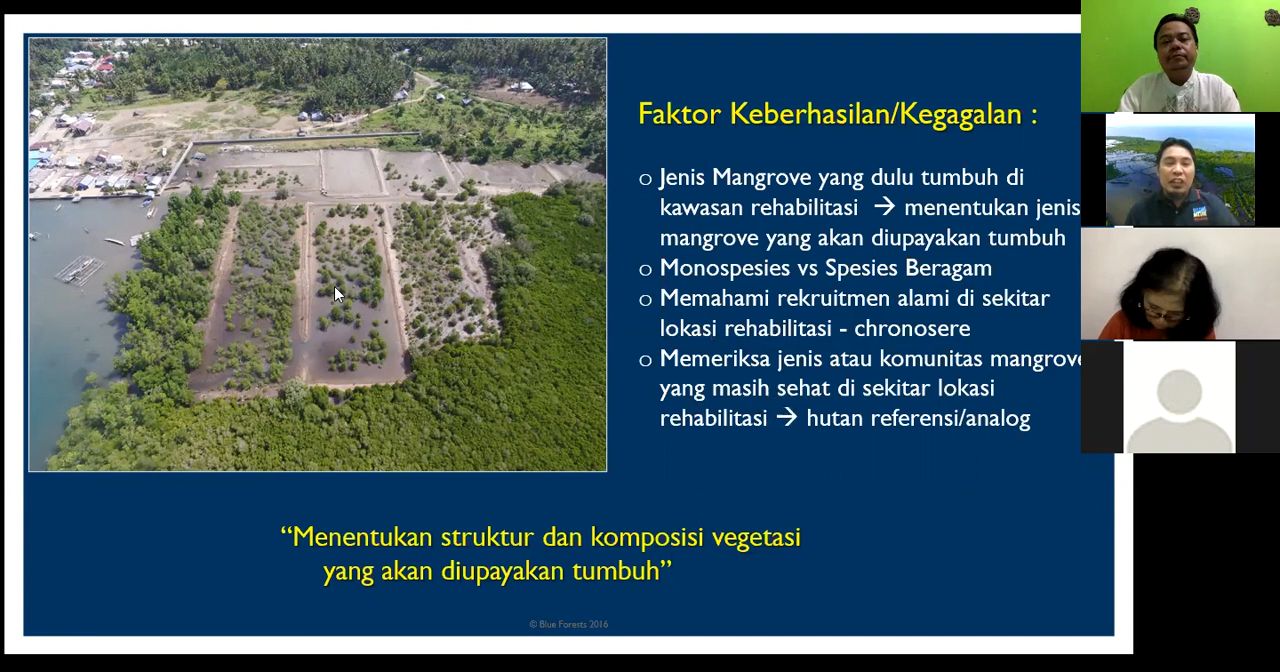 Faktor Keberhasilan/Kegagalan :
o Jenis Mangrove yang dulu tumbuh di
kawasan rehabilitasi → menentukan jenis
mangrove yang akan diupayakan tumbuh
o Monospesies vs Spesies Beragam
o Memahami rekruitmen alami di sekitar
lokasi rehabilitasi - chronosere
o Memeriksa jenis atau komunitas mangrove
yang masih sehat di sekitar lokasi
rehabilitasi → hutan referensi/analog
“Menentukan struktur dan komposisi vegetasi
yang akan diupayakan tumbuh”
© Blue Forests 2016